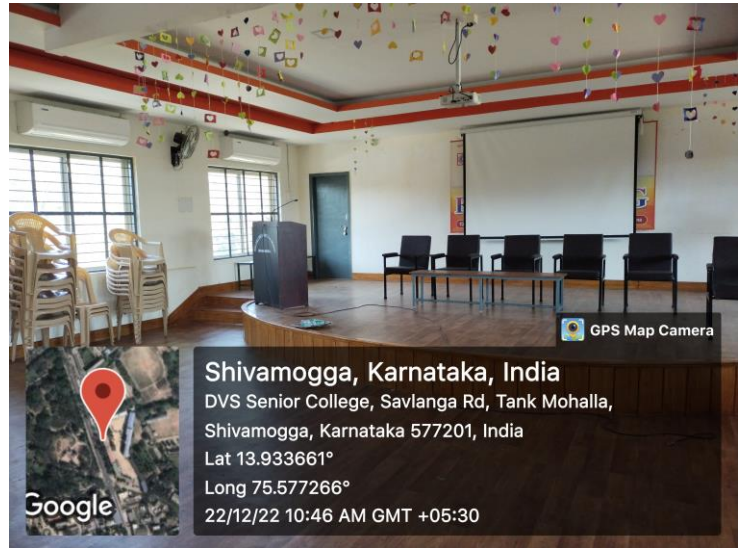 GPS Map Camera
Shivamogga, Karnataka, India
DVS Senior College, Savlanga Rd, Tank Mohalla,
Shivamogga, Karnataka 577201, India
Lat 13.933661°
Long 75.577266°
22/12/22 10:46 AM GMT +05:30
Google